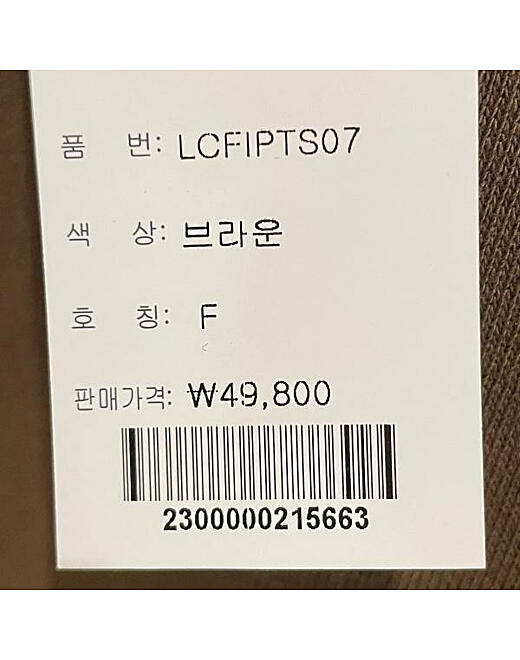 품 번: LCFIPTS07
색 상: 브라운
호 칭: F
판매가격: ₩49,800
2300000215663